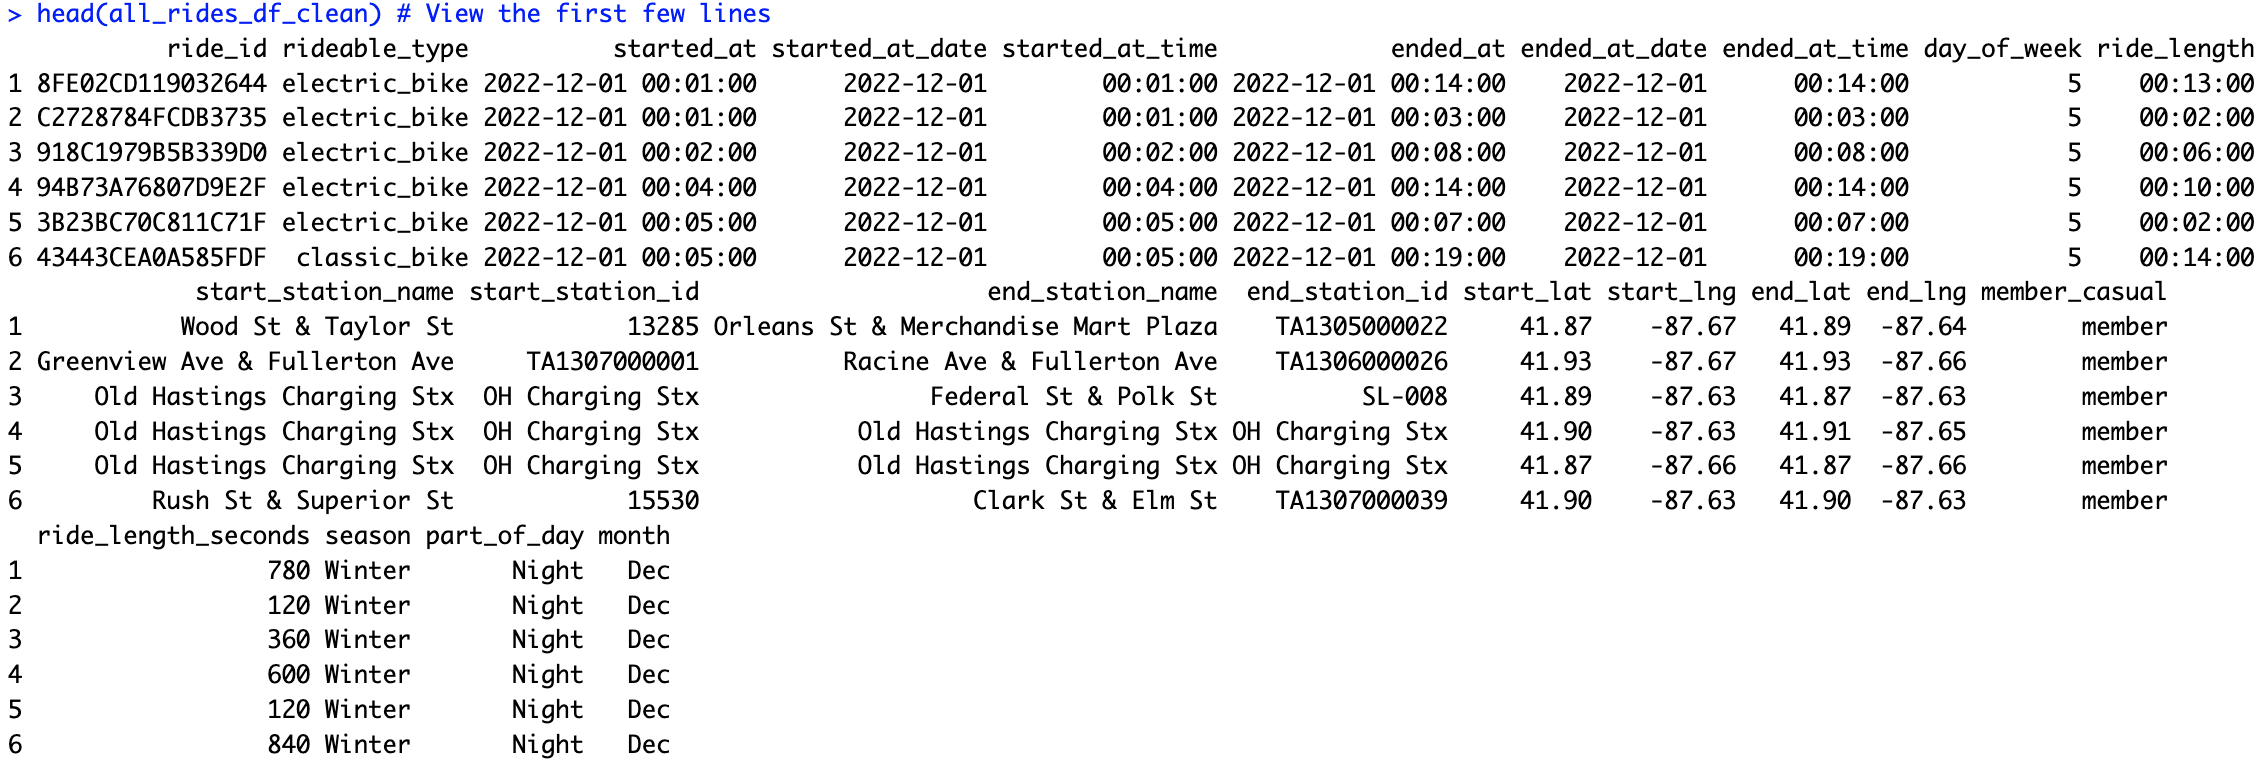 > head(all_rides_df_clean) # View the first few lines
ride_id rideable_type started_at started_at_date started_at_time ended_at ended_at_date ended_at_time day_of_week ride_length
1 8FE02CD119032644 electric_bike 2022-12-01 00:01:00 2022-12-01 00:01:00 2022-12-01 00:14:00 2022-12-01 00:14:00 5 00:13:00
2 C2728784FCDB3735 electric_bike 2022-12-01 00:01:00 2022-12-01 00:01:00 2022-12-01 00:03:00 2022-12-01 00:03:00 5 00:02:00
3 918C1979B5B339D0 electric_bike 2022-12-01 00:02:00 2022-12-01 00:02:00 2022-12-01 00:08:00 2022-12-01 00:08:00 5 00:06:00
4 94B73A76807D9E2F electric_bike 2022-12-01 00:04:00 2022-12-01 00:04:00 2022-12-01 00:14:00 2022-12-01 00:14:00 5 00:10:00
5 3B23BC70C811C71F electric_bike 2022-12-01 00:05:00 2022-12-01 00:05:00 2022-12-01 00:07:00 2022-12-01 00:07:00 5 00:02:00
6 43443CEA0A585FDF classic_bike 2022-12-01 00:05:00 2022-12-01 00:05:00 2022-12-01 00:19:00 2022-12-01 00:19:00 5 00:14:00
start_station_name start_station_id end_station_name end_station_id start_lat start_lng end_lat end_lng member_casual
1 Wood St & Taylor St 13285 Orleans St & Merchandise Mart Plaza TA1305000022 41.87 -87.67 41.89 -87.64 member
2 Greenview Ave & Fullerton Ave TA1307000001 Racine Ave & Fullerton Ave TA1306000026 41.93 -87.67 41.93 -87.66 member
3 Old Hastings Charging Stx OH Charging Stx Federal St & Polk St SL-008 41.89 -87.63 41.87 -87.63 member
4 Old Hastings Charging Stx OH Charging Stx Old Hastings Charging Stx OH Charging Stx 41.90 -87.63 41.91 -87.65 member
5 Old Hastings Charging Stx OH Charging Stx Old Hastings Charging Stx OH Charging Stx 41.87 -87.66 41.87 -87.66 member
6 Rush St & Superior St 15530 Clark St & Elm St TA1307000039 41.90 -87.63 41.90 -87.63 member
ride_length_seconds season part_of_day month
1 780 Winter Night Dec
2 120 Winter Night Dec
3 360 Winter Night Dec
4 600 Winter Night Dec
5 120 Winter Night Dec
6 840 Winter Night Dec